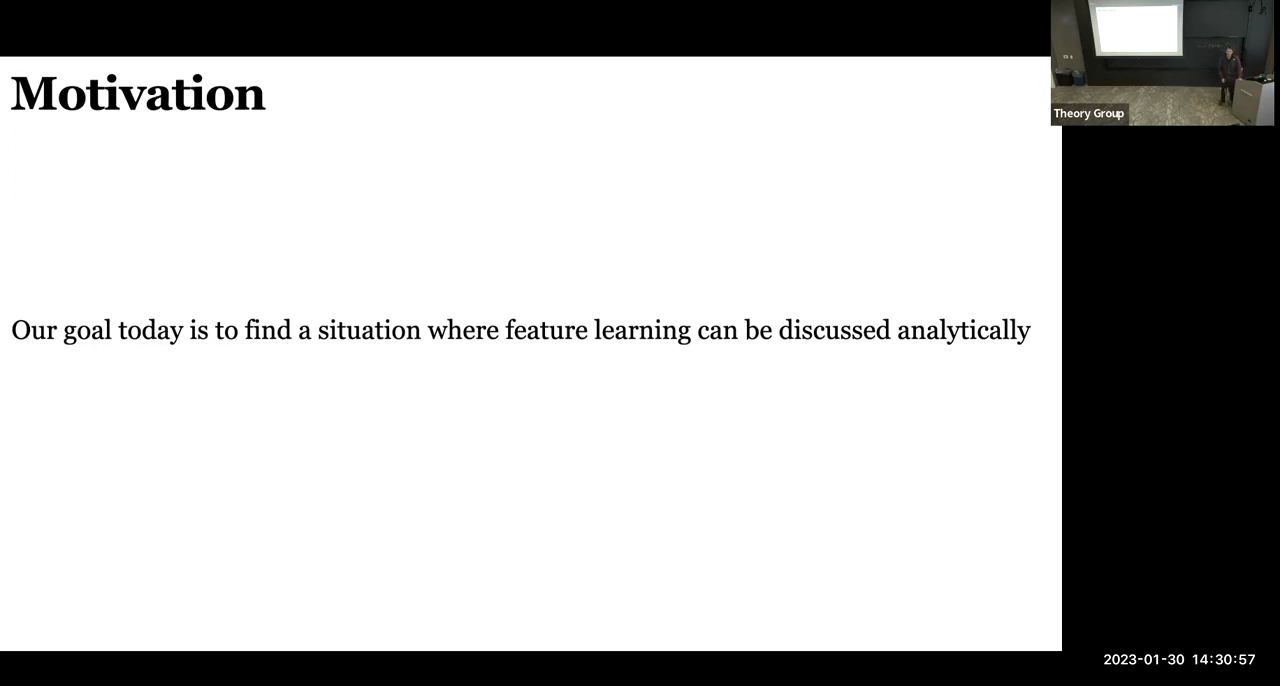 Motivation
Theory Group
Our goal today is to find a situation where feature learning can be discussed analytically
2023-01-30 14:30:57